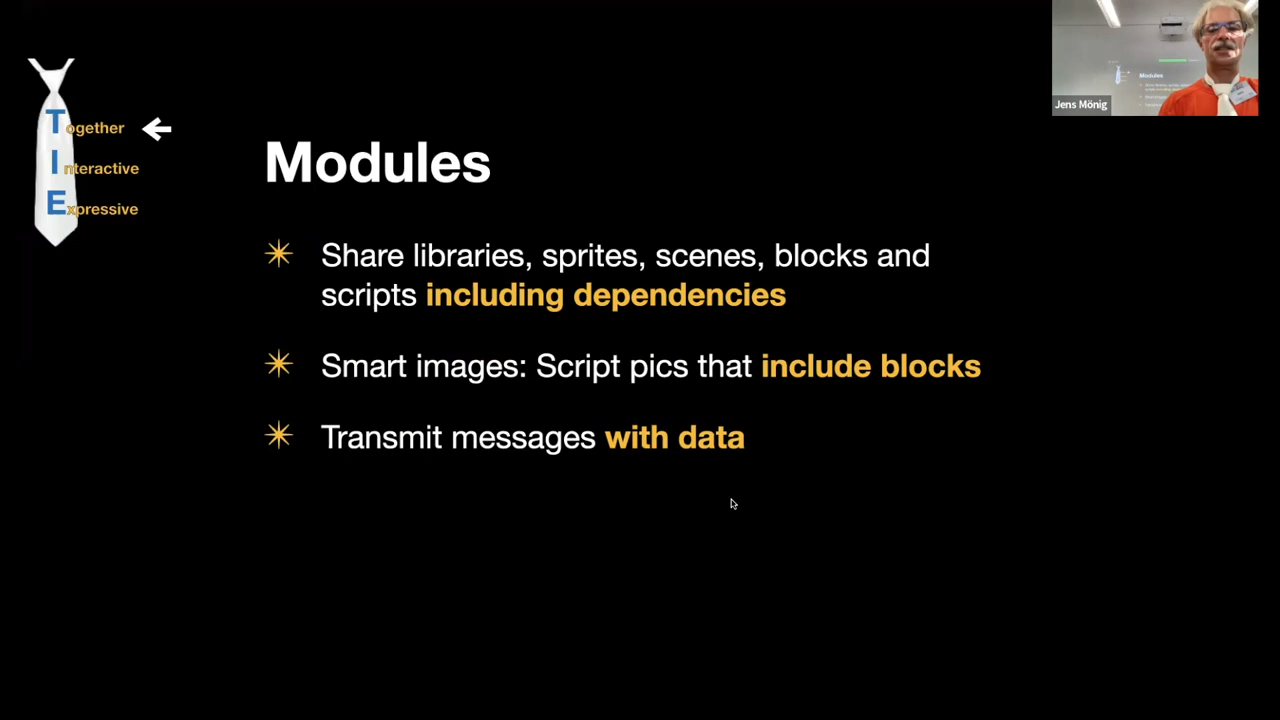 Together
Interactive
Expressive
Modules
Share libraries, sprites, scenes, blocks and
scripts including dependencies
Smart images: Script pics that include blocks
Transmit messages with data
Jens Mönig
Modules